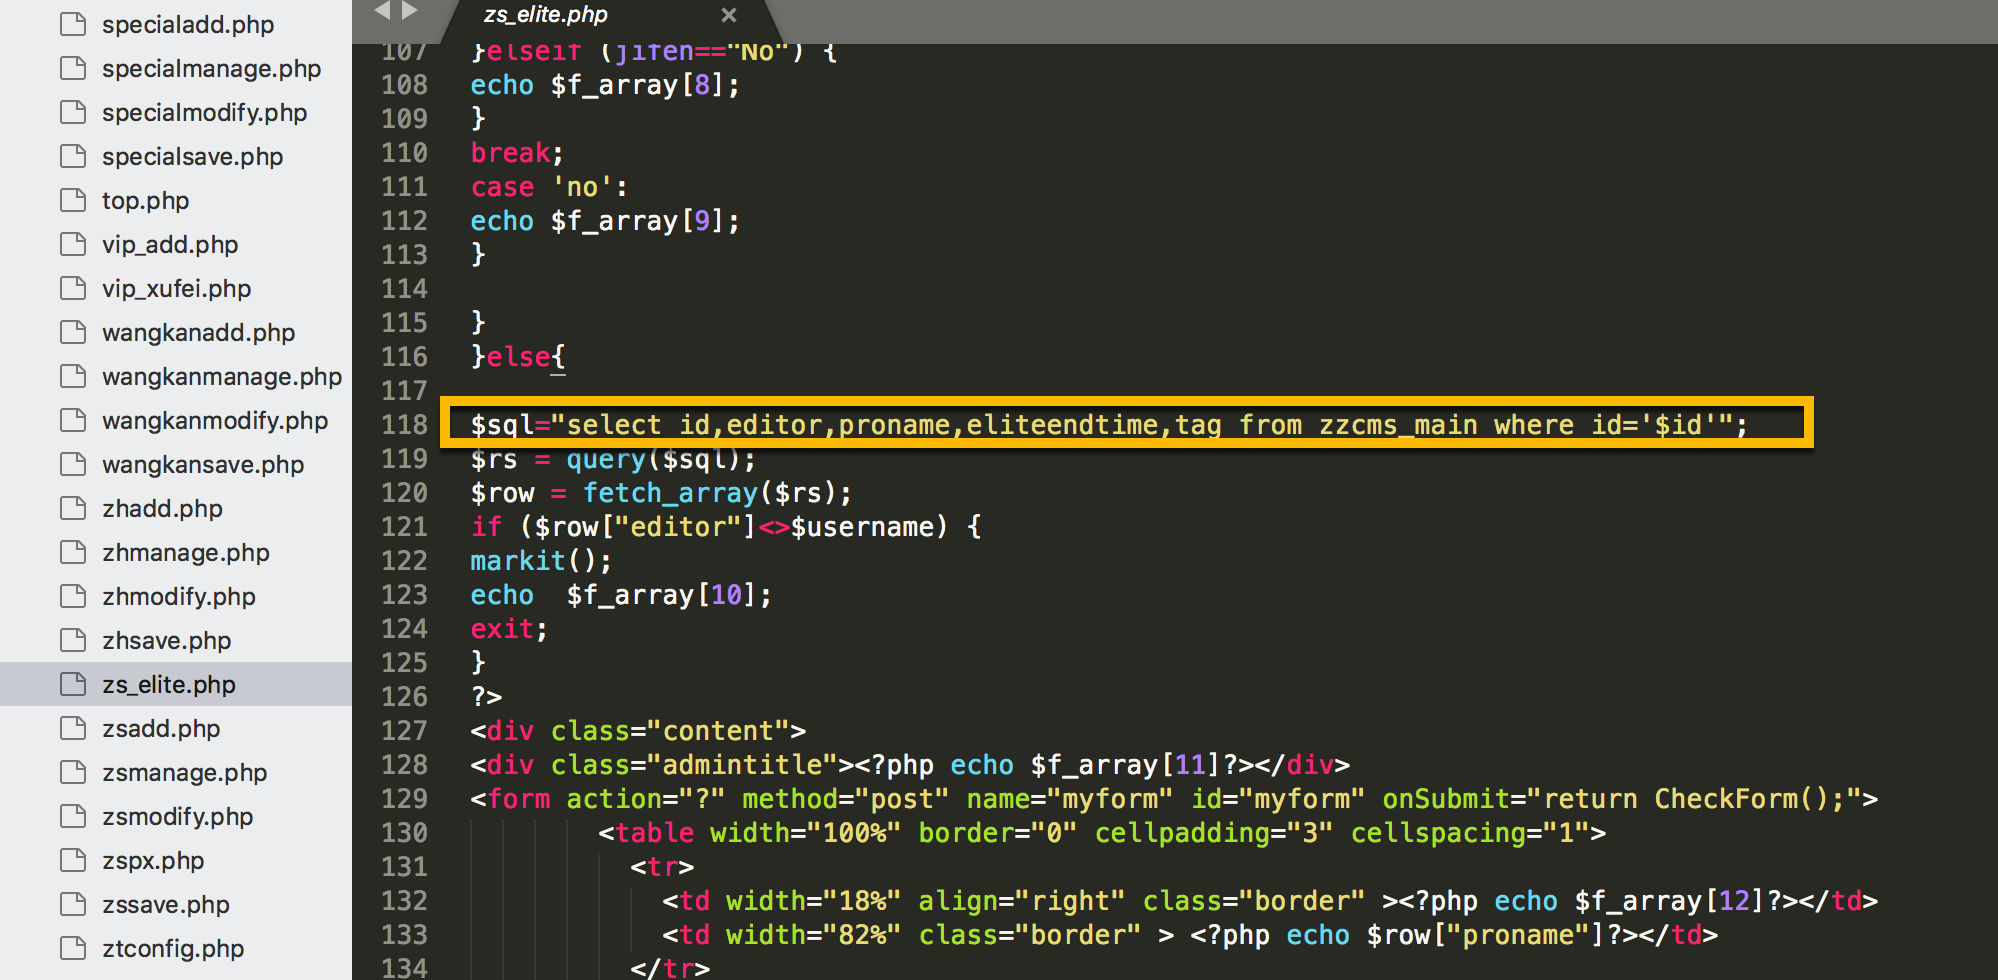 specialadd.php
specialmanage.php
specialmodify.php
specialsave.php
top.php
vip_add.php
vip_xufei.php
wangkanadd.php
wangkanmanage.php
wangkanmodify.php
wangkansave.php
zhadd.php
zhmanage.php
zhmodify.php
zhsave.php
zs_elite.php
zsadd.php
zsmanage.php
zsmodify.php
zspx.php
zssave.php
ztconfig.php
zs_elite.php ×
107 }elseif (jifen=="No") {
108 echo $f_array[8];
109 }
110 break;
111 case 'no':
112 echo $f_array[9];
113 }
114
115 }
116 }else{
117
118 $sql="select id,editor,proname,eliteendtime,tag from zzcms_main where id='$id'";
119 $rs = query($sql);
120 $row = fetch_array($rs);
121 if ($row["editor"]<>$username) {
122 markit();
123 echo  $f_array[10];
124 exit;
125 }
126 ?>
127 <div class="content">
128 <div class="admintitle"><?php echo $f_array[11]?></div>
129 <form action="?" method="post" name="myform" id="myform" onSubmit="return CheckForm();">
130         <table width="100%" border="0" cellpadding="3" cellspacing="1">
131           <tr>
132             <td width="18%" align="right" class="border" ><?php echo $f_array[12]?></td>
133             <td width="82%" class="border" > <?php echo $row["proname"]?></td>
134           </tr>